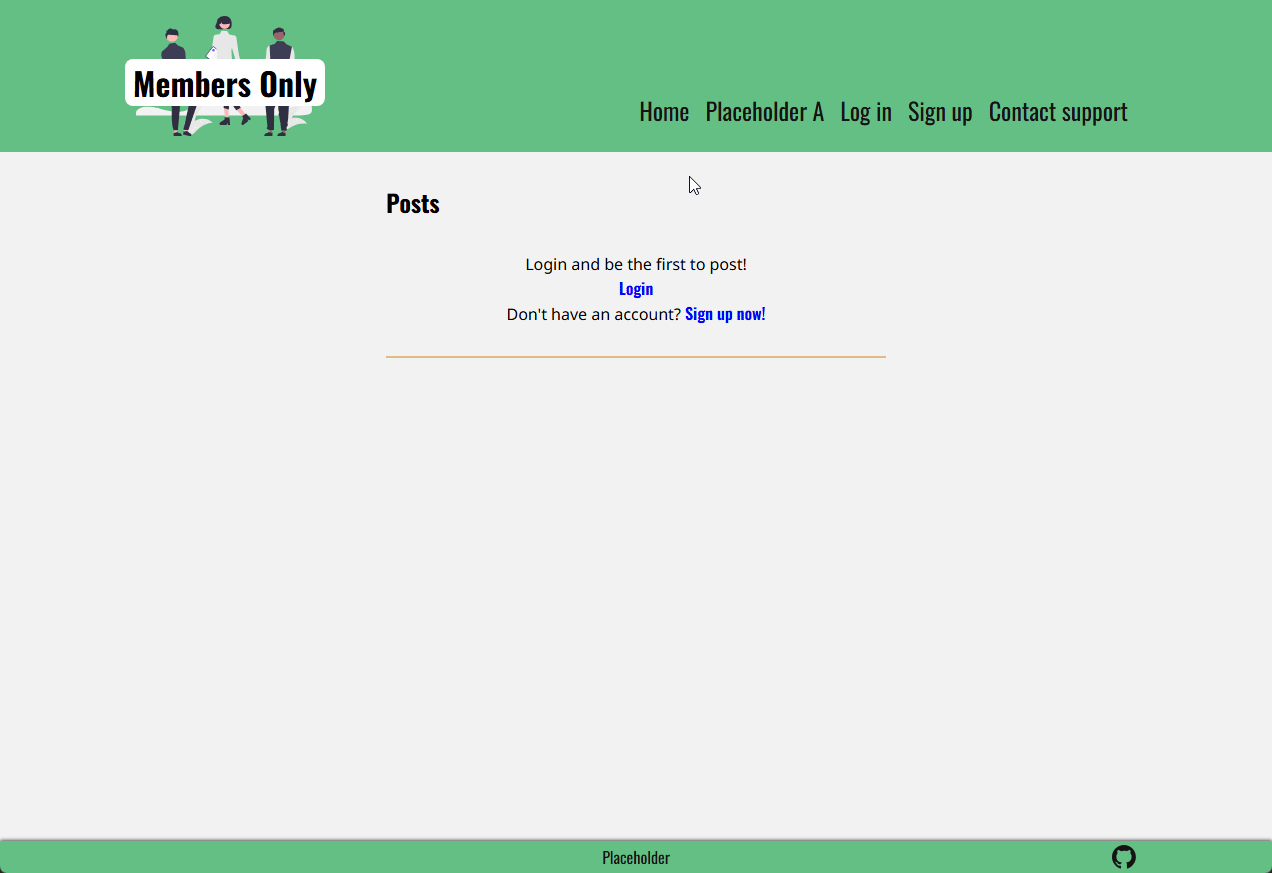 Members Only
Home Placeholder A Log in Sign up Contact support
Posts
Login and be the first to post!
Login
Don't have an account? Sign up now!
Placeholder